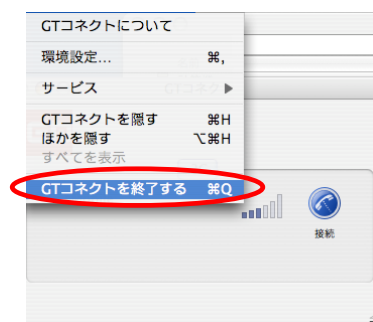 GTコネクトについて
環境設定... ⌘,
サービス ▶
GTコネクトを隠す ⌘H
ほかを隠す ⌥⌘H
すべてを表示
GTコネクトを終了する ⌘Q
接続